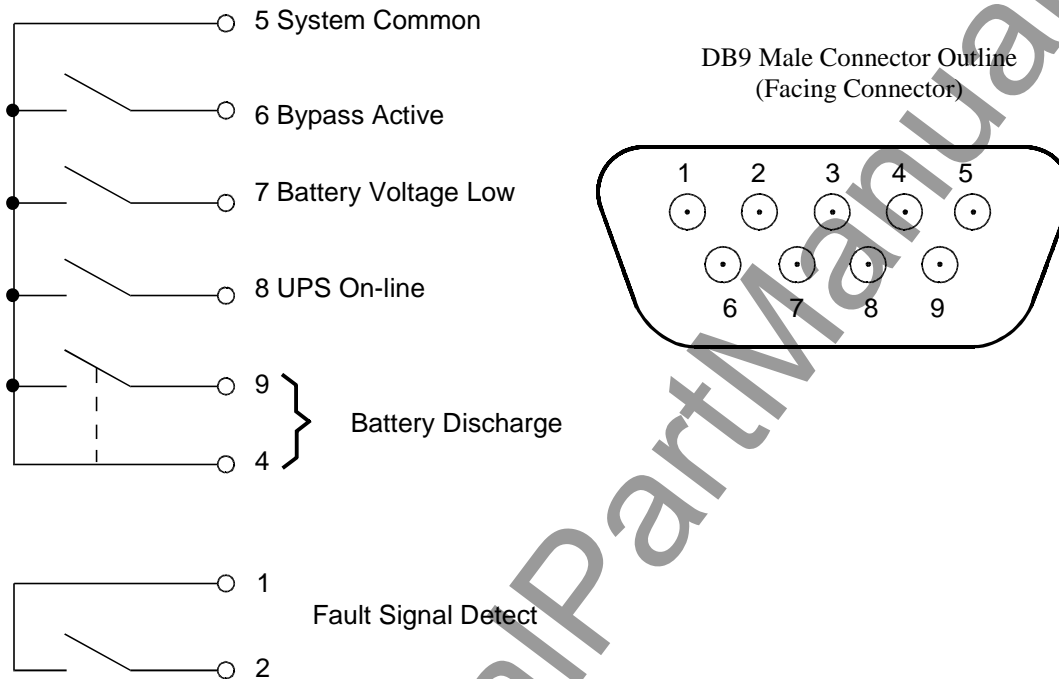 5 System Common
6 Bypass Active
7 Battery Voltage Low
8 UPS On-line
9
Battery Discharge
4
1
Fault Signal Detect
2
DB9 Male Connector Outline
(Facing Connector)
1 2 3 4 5
6 7 8 9